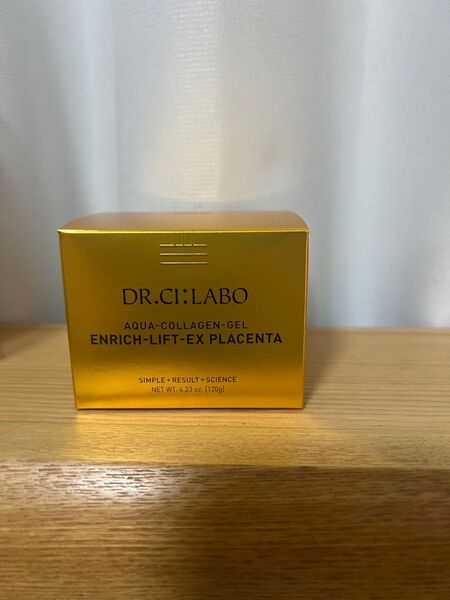 DR.CI:LABO
AQUA-COLLAGEN-GEL
ENRICH-LIFT-EX PLACENTA
SIMPLE + RESULT + SCIENCE
NET WT. 4.23 oz. [120g]